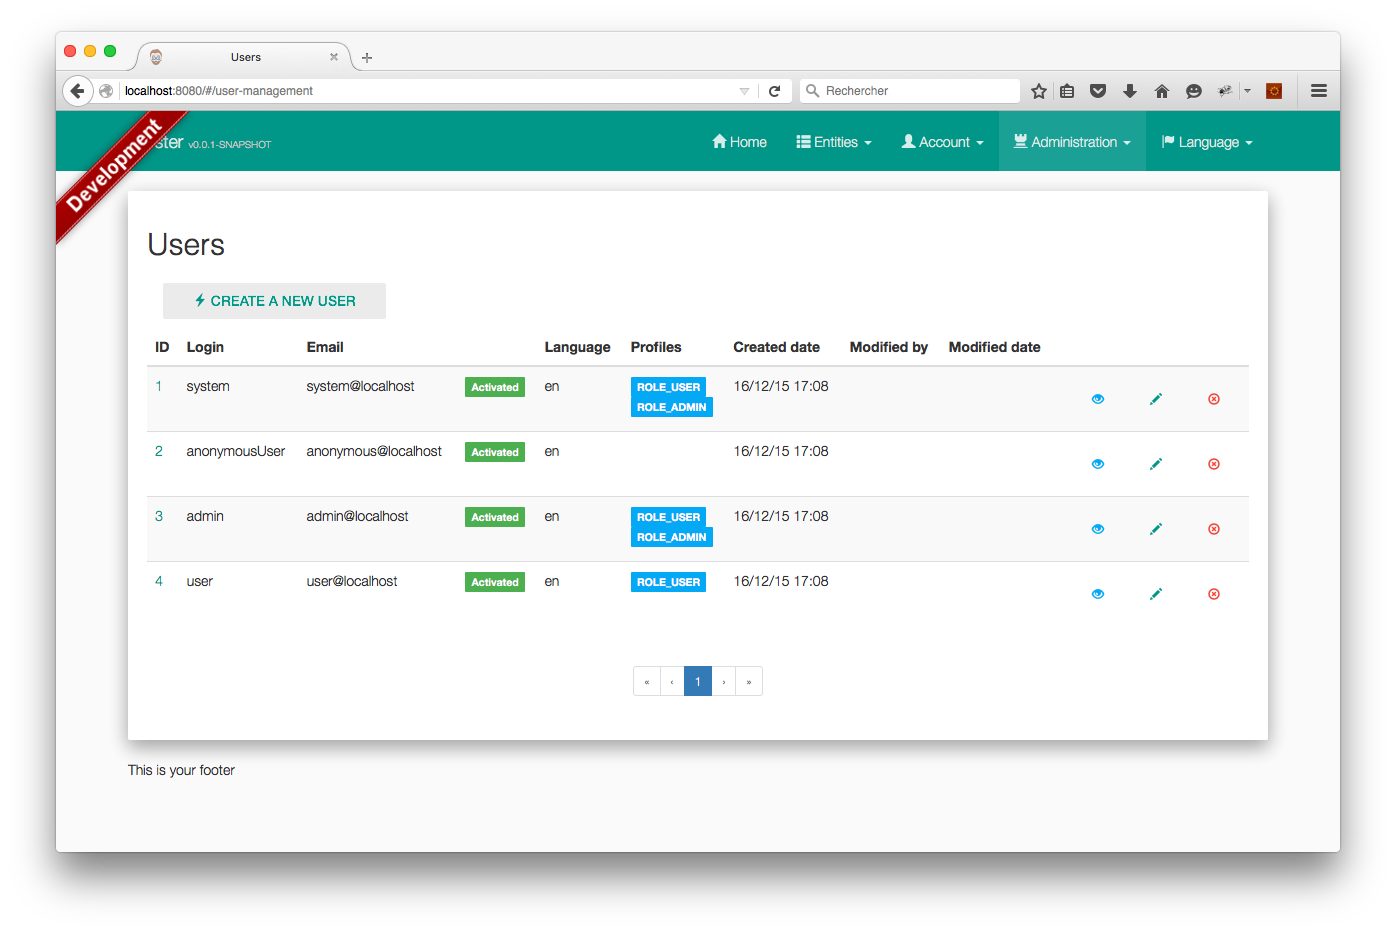 Users
localhost:8080/#/user-management
Rechercher
Development
ster v0.0.1-SNAPSHOT
Home Entities Account Administration Language
Users
CREATE A NEW USER
ID Login Email Language Profiles Created date Modified by Modified date
1 system system@localhost Activated en ROLE_USER 16/12/15 17:08
ROLE_ADMIN
2 anonymousUser anonymous@localhost Activated en 16/12/15 17:08
3 admin admin@localhost Activated en ROLE_USER 16/12/15 17:08
ROLE_ADMIN
4 user user@localhost Activated en ROLE_USER 16/12/15 17:08
« ‹ 1 › »
This is your footer